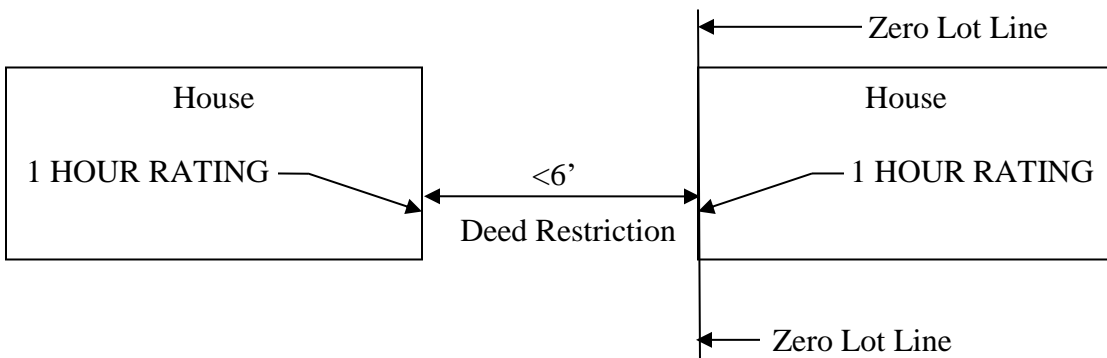 Zero Lot Line
House
House
1 HOUR RATING
<6’
1 HOUR RATING
Deed Restriction
Zero Lot Line